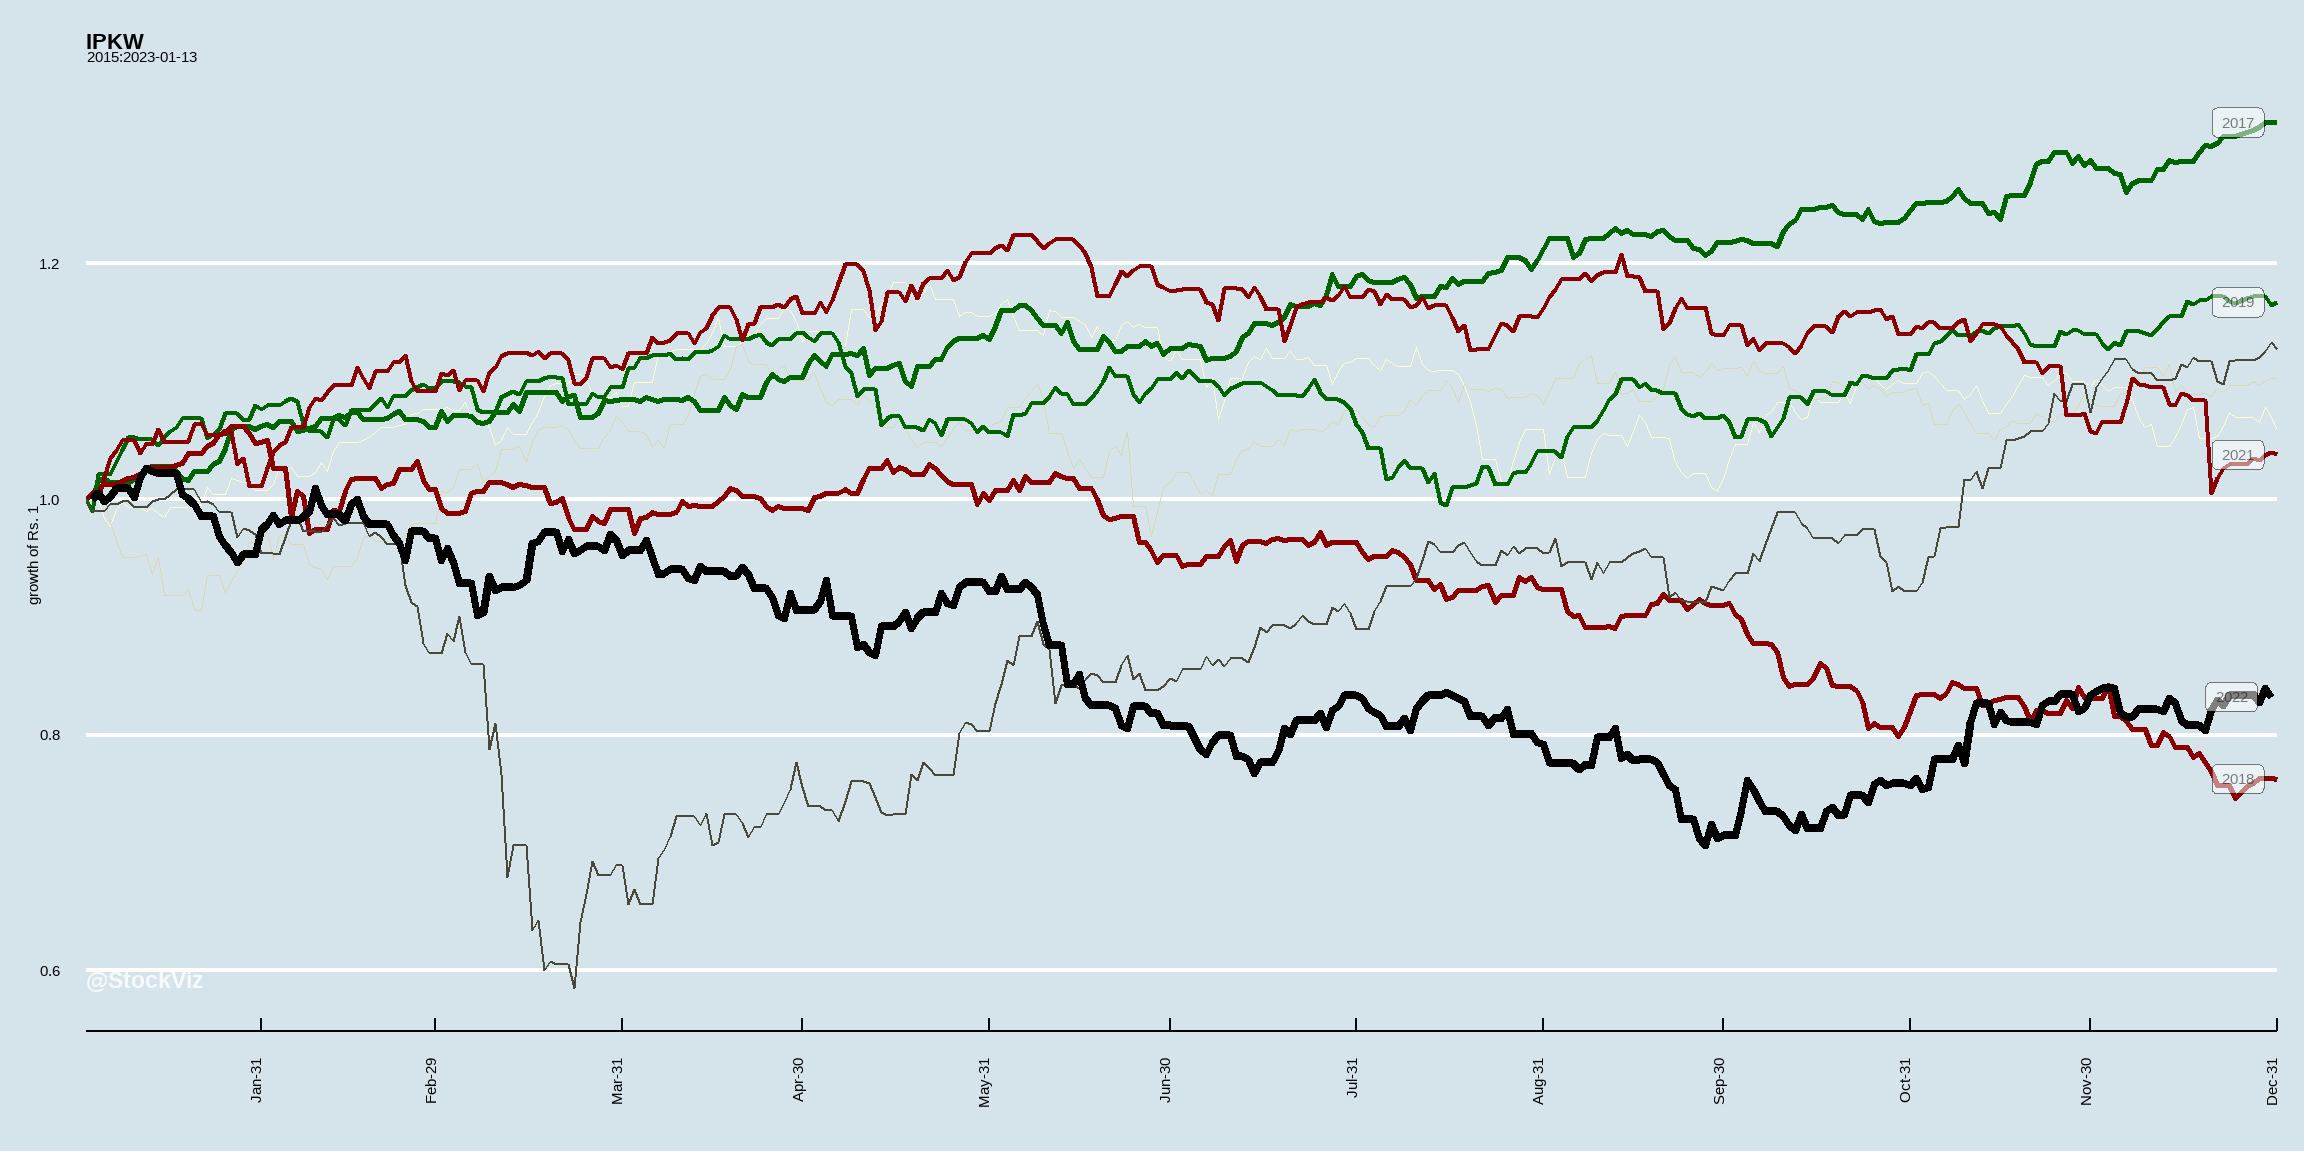 IPKW
2015:2023-01-13
2017
1.2
2019
2021
1.0
growth of Rs. 1
2022
0.8
2018
0.6
@StockViz
Jan-31
Feb-29
Mar-31
Apr-30
May-31
Jun-30
Jul-31
Aug-31
Sep-30
Oct-31
Nov-30
Dec-31